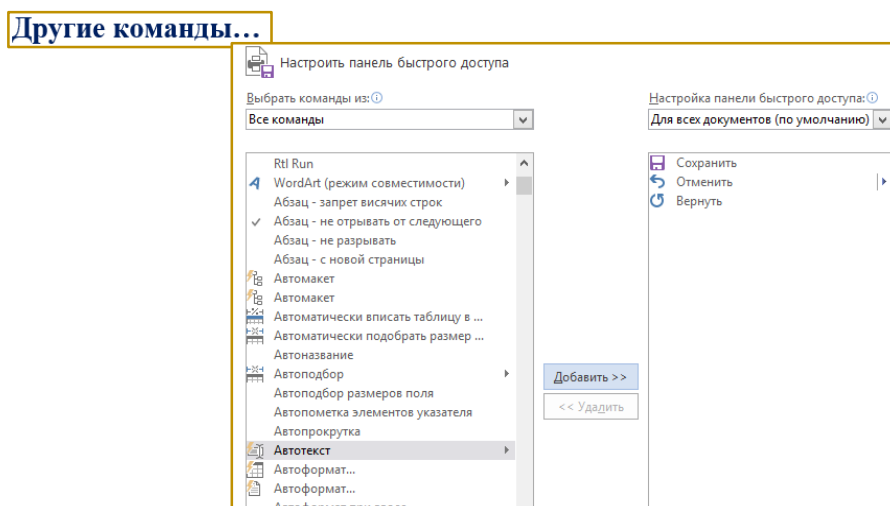 Другие команды…
Настроить панель быстрого доступа
Выбрать команды из:
Все команды
Rtl Run
WordArt (режим совместимости)
Абзац - запрет висячих строк
Абзац - не отрывать от следующего
Абзац - не разрывать
Абзац - с новой страницы
Автомакет
Автомакет
Автоматически вписать таблицу в ...
Автоматически подобрать размер ...
Автоназвание
Автоподбор
Автоподбор размеров поля
Автопометка элементов указателя
Автопрокрутка
Автотекст
Автоформат...
Автоформат...
Добавить >>
<< Удалить
Настройка панели быстрого доступа:
Для всех документов (по умолчанию)
Сохранить
Отменить
Вернуть